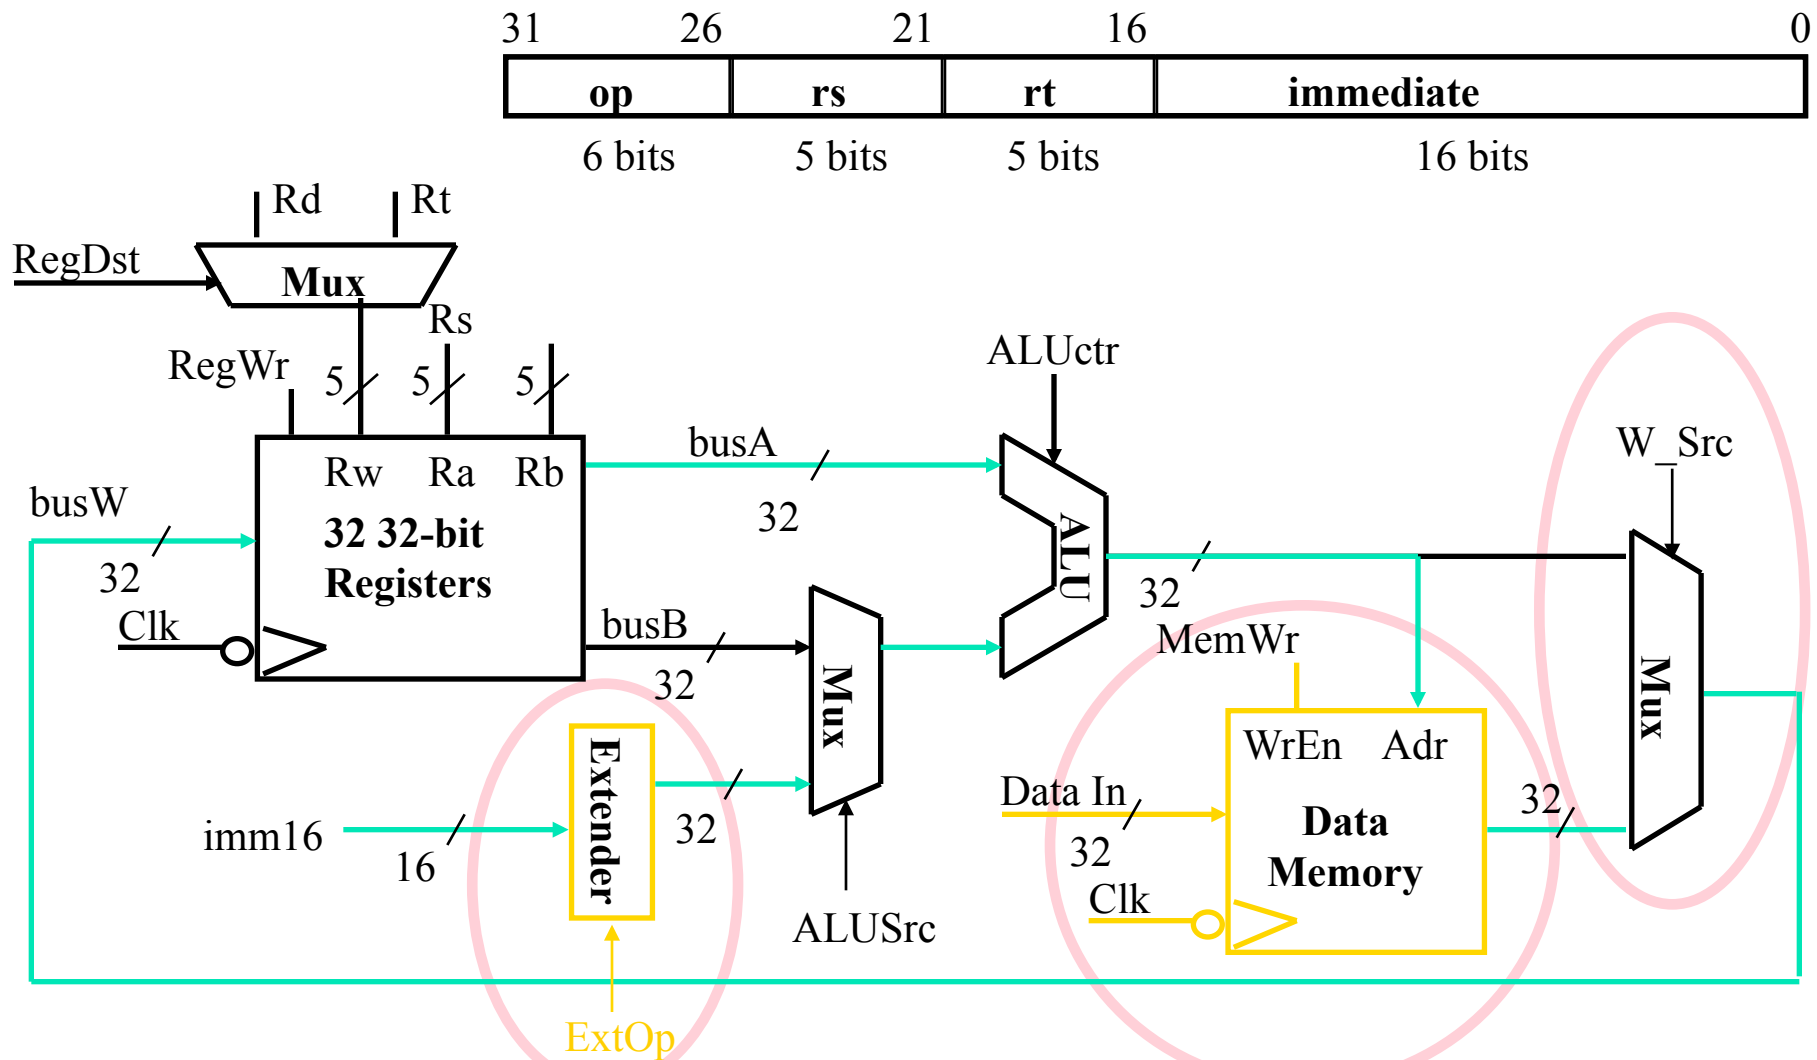 31 26 21 16 0
op rs rt immediate
6 bits 5 bits 5 bits 16 bits
Rd Rt
RegDst
Mux
Rs
RegWr 5 5 5
ALUctr
busA
W_Src
Rw Ra Rb
busW
32
32 32-bit
Registers
ALU
32
32
Clk
busB
MemWr
32
Mux
Mux
Extender
WrEn Adr
Data In
32
32
imm16
16
32
Data
Memory
Clk
ALUSrc
ExtOp